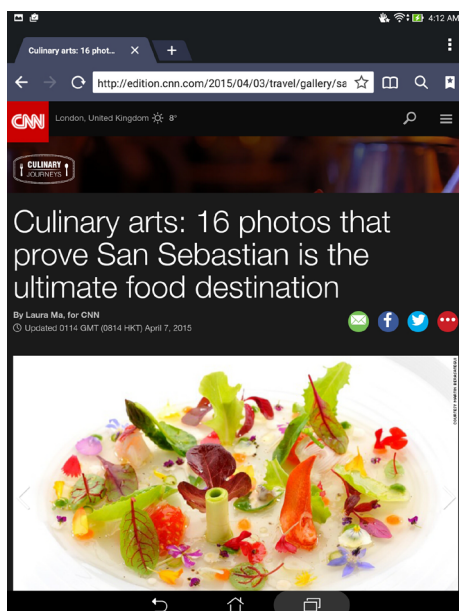 4:12 AM
Culinary arts: 16 phot...
http://edition.cnn.com/2015/04/03/travel/gallery/sa
CNN
London, United Kingdom 8°
CULINARY
JOURNEYS
Culinary arts: 16 photos that
prove San Sebastian is the
ultimate food destination
By Laura Ma, for CNN
Updated 0114 GMT (0814 HKT) April 7, 2015